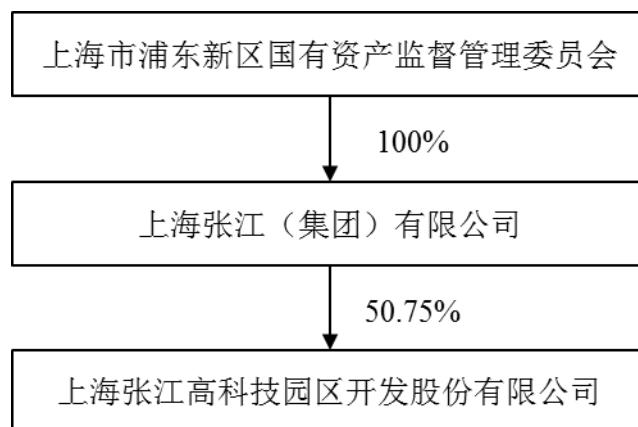 上海市浦东新区国有资产监督管理委员会
100%
上海张江（集团）有限公司
50.75%
上海张江高科技园区开发股份有限公司